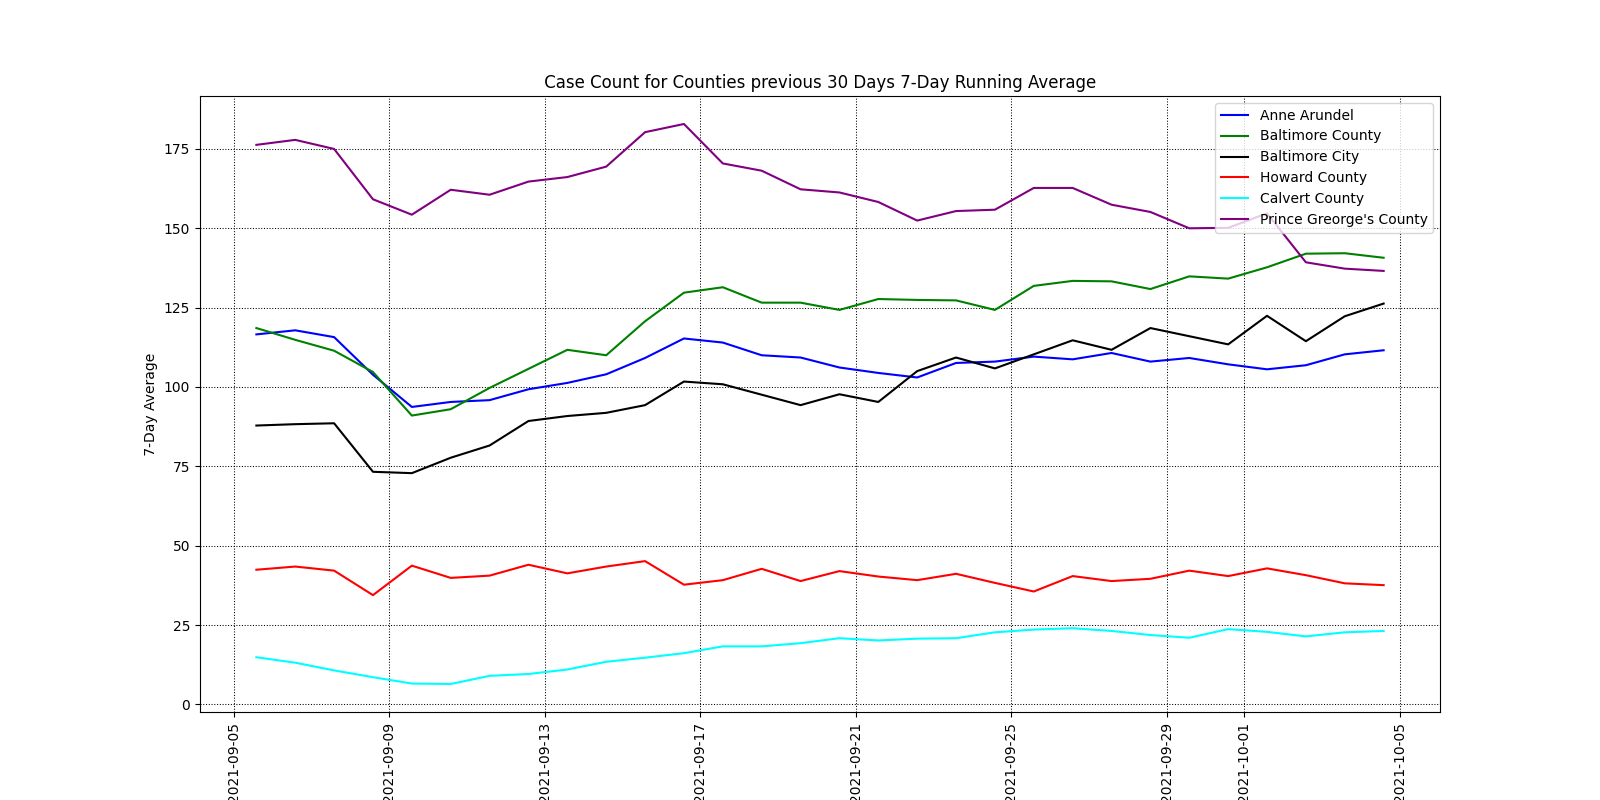 Case Count for Counties previous 30 Days 7-Day Running Average
Anne Arundel
Baltimore County
Baltimore City
Howard County
Calvert County
Prince Greorge's County
7-Day Average
175
150
125
100
75
50
25
0
2021-09-05
2021-09-09
2021-09-13
2021-09-17
2021-09-21
2021-09-25
2021-09-29
2021-10-01
2021-10-05